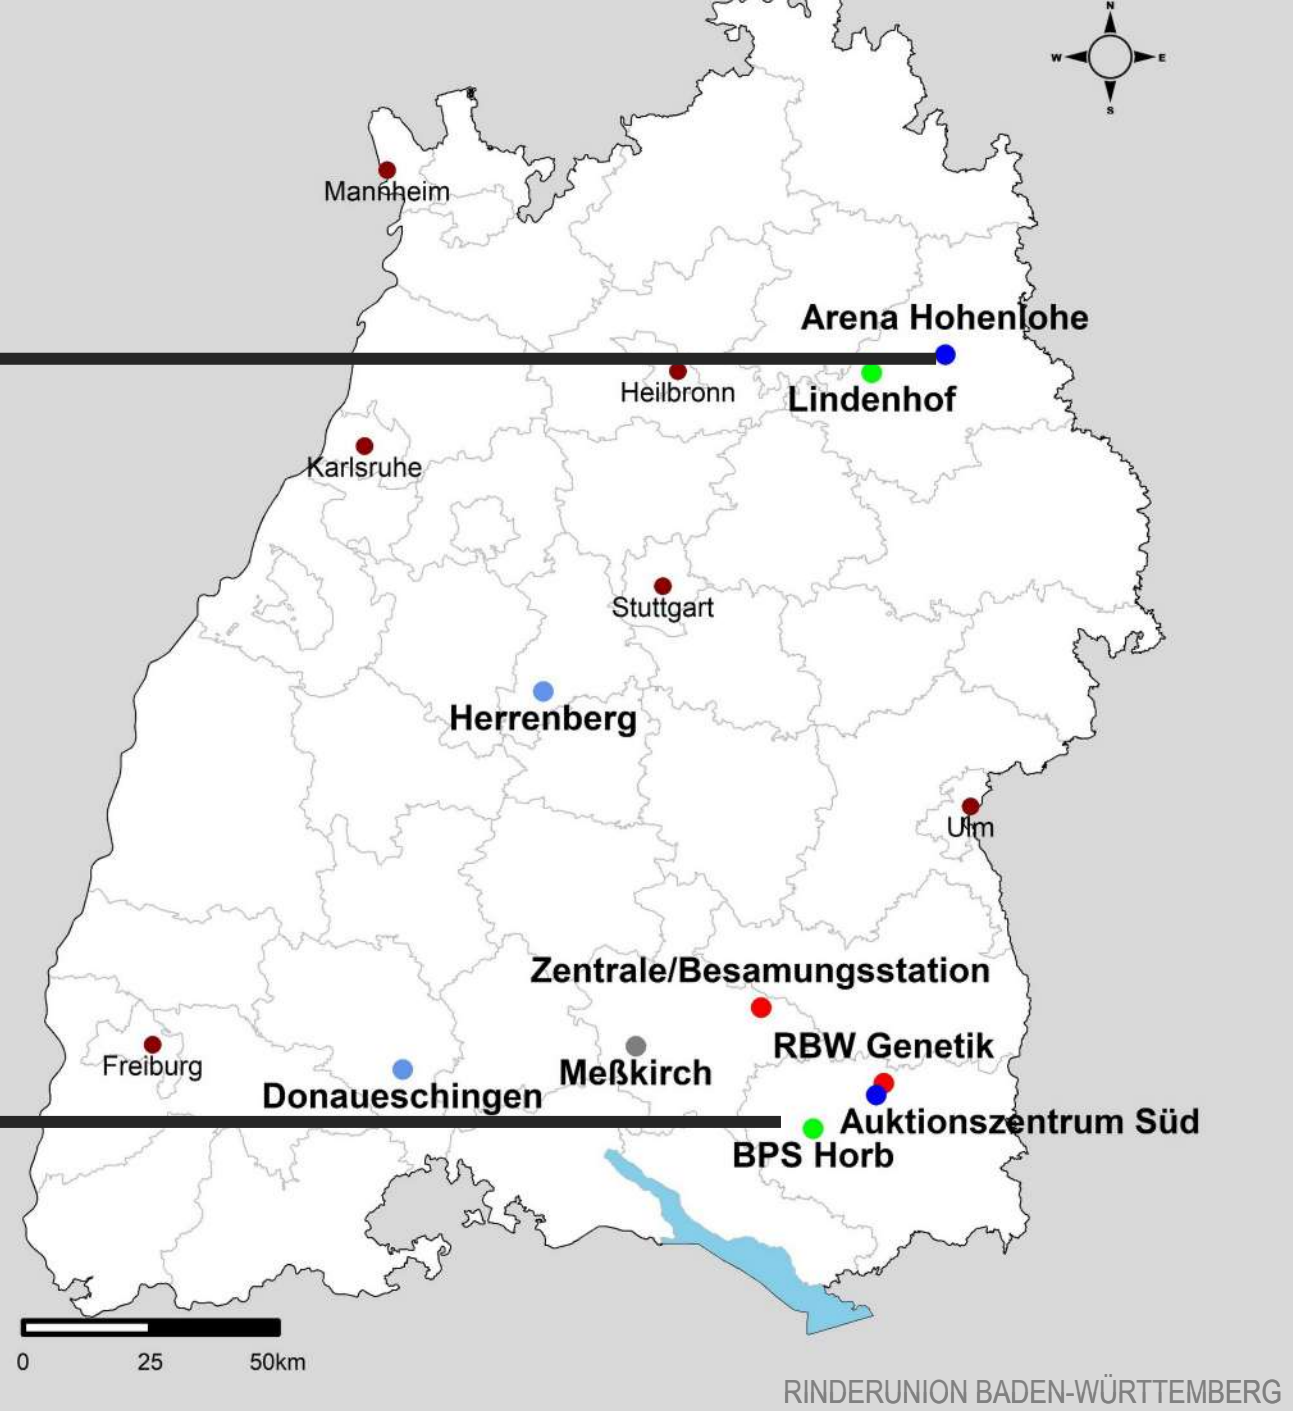 N
W E
S
Mannheim
Arena Hohenlohe
Heilbronn
Lindenhof
Karlsruhe
Stuttgart
Herrenberg
Ulm
Zentrale/Besamungsstation
RBW Genetik
Freiburg
Meßkirch
Donaueschingen
Auktionszentrum Süd
BPS Horb
0 25 50km
RINDERUNION BADEN-WÜRTTEMBERG